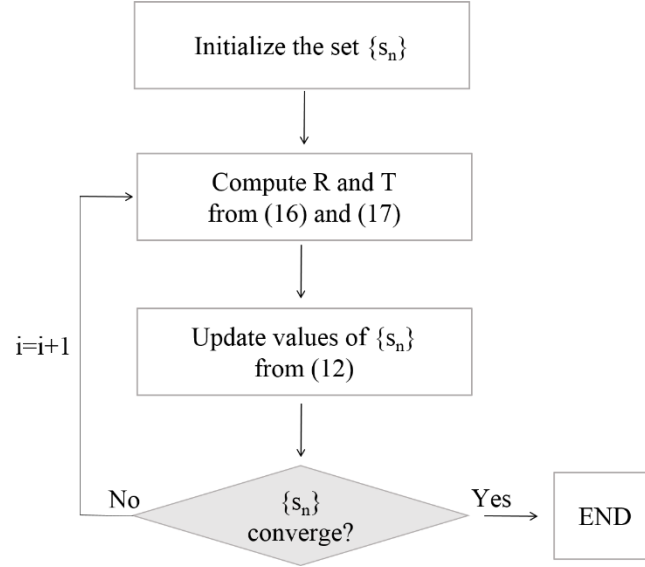 Initialize the set {sₙ}
Compute R and T
from (16) and (17)
Update values of {sₙ}
from (12)
i=i+1
No
{sₙ}
converge?
Yes
END